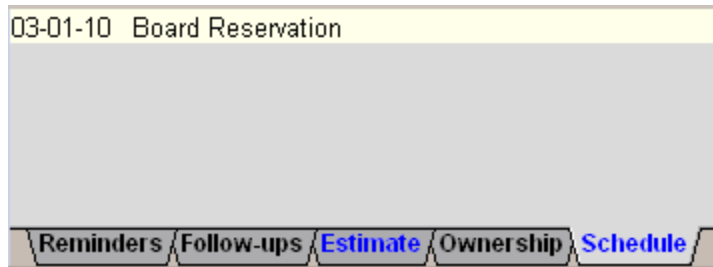 03-01-10 Board Reservation
Reminders Follow-ups Estimate Ownership Schedule